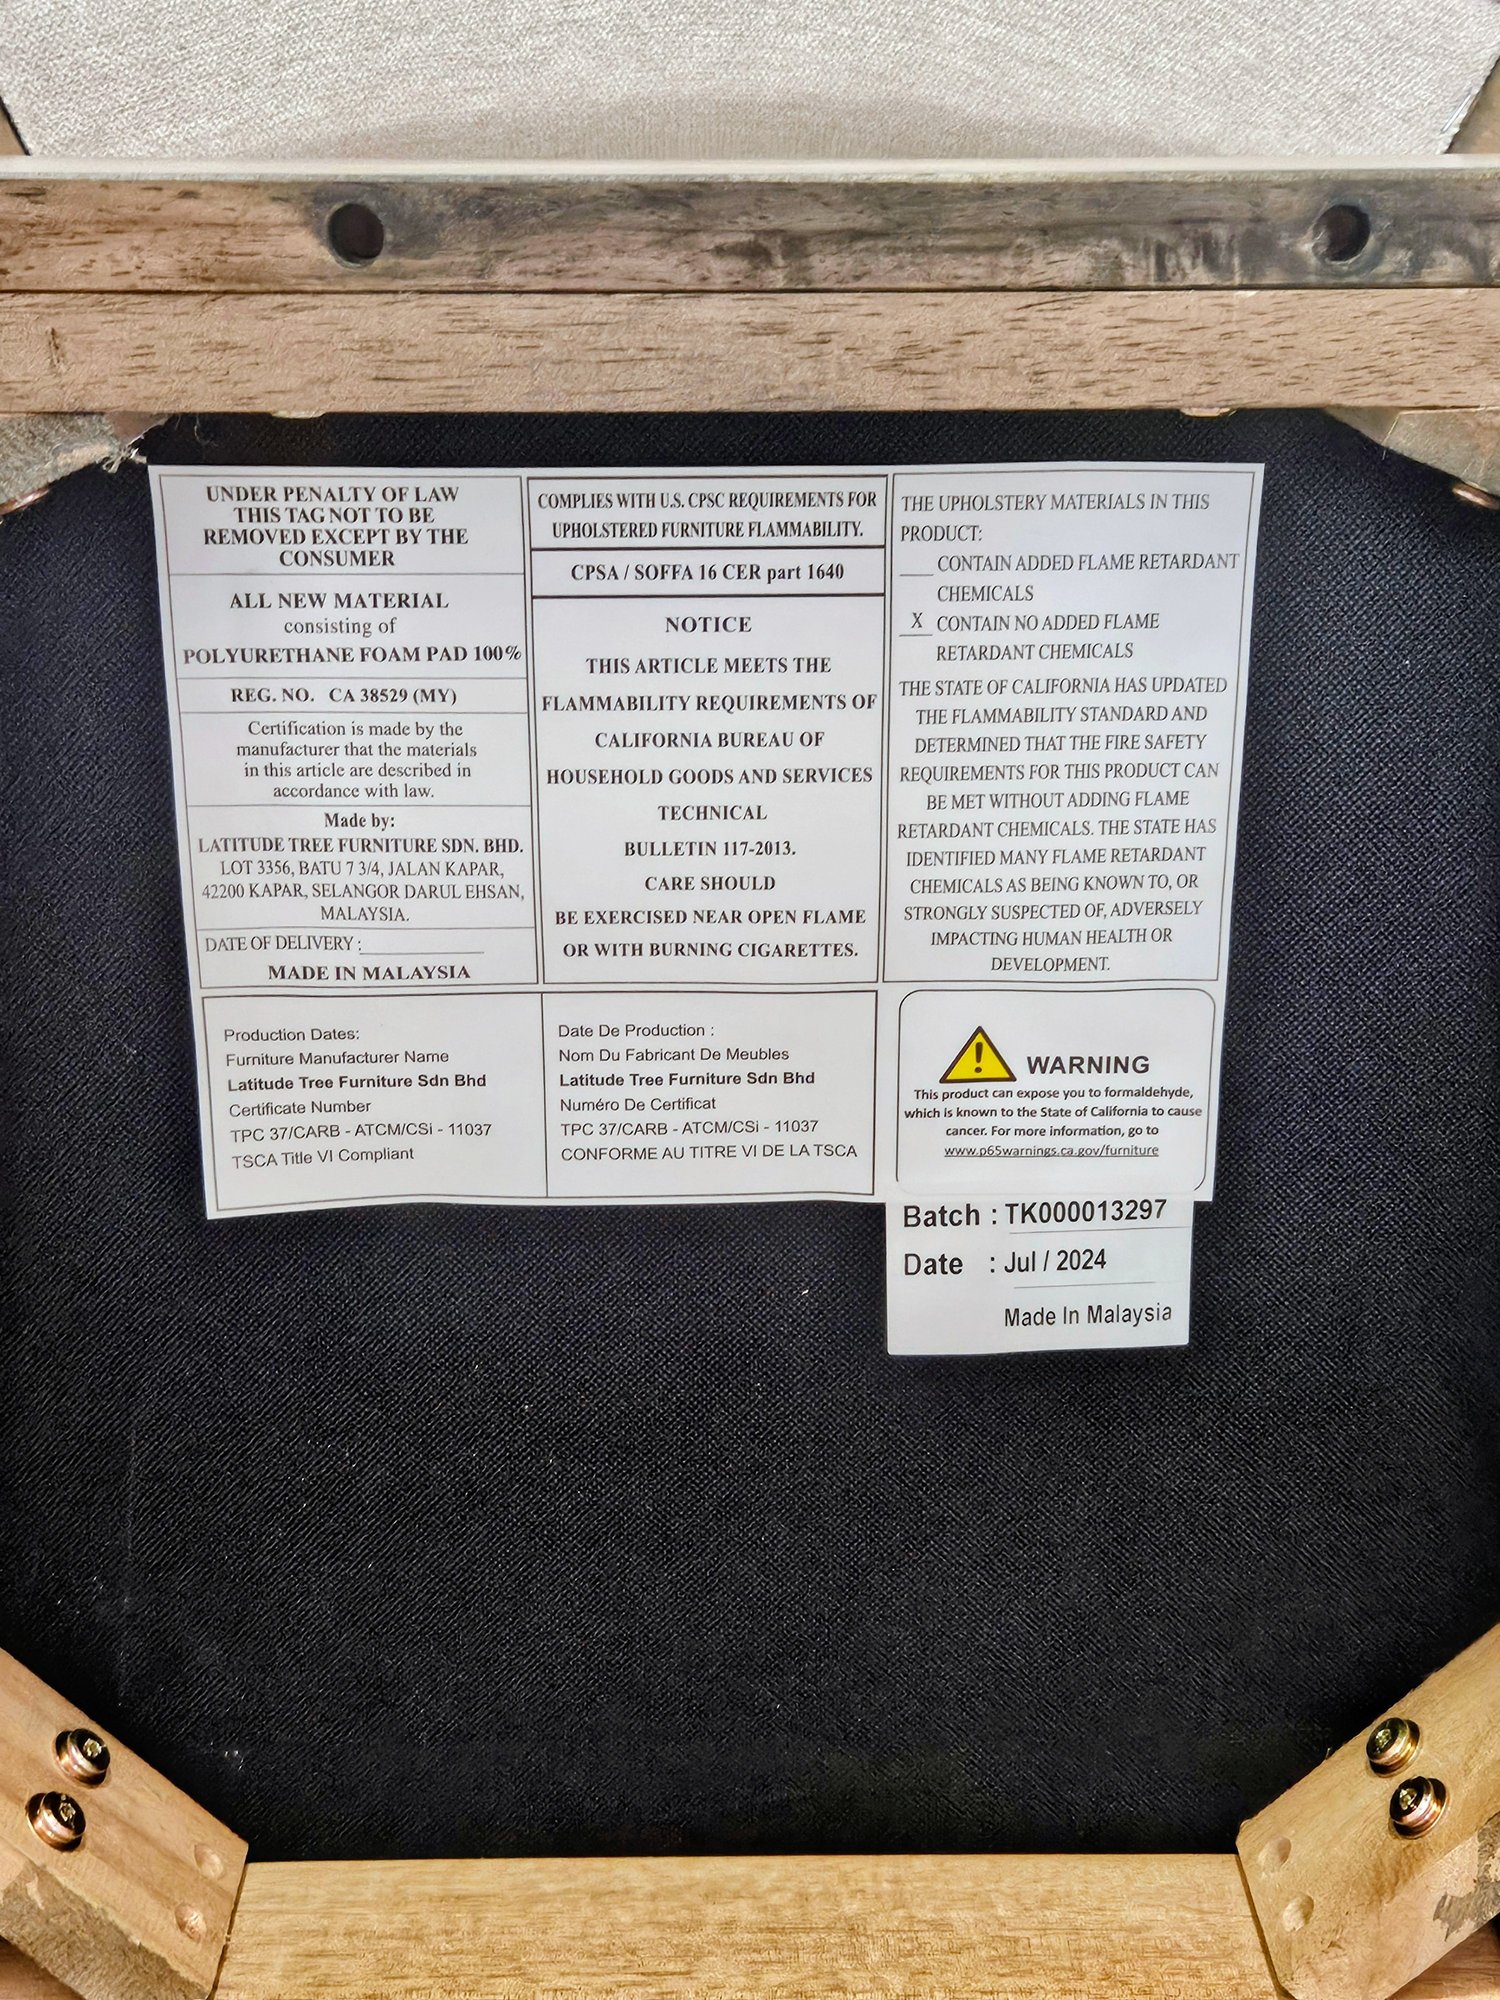 UNDER PENALTY OF LAW
THIS TAG NOT TO BE
REMOVED EXCEPT BY THE
CONSUMER
ALL NEW MATERIAL
consisting of
POLYURETHANE FOAM PAD 100%
REG. NO. CA 38529 (MY)
Certification is made by the
manufacturer that the materials
in this article are described in
accordance with law.
Made by:
LATITUDE TREE FURNITURE SDN. BHD.
LOT 3356, BATU 7 3/4, JALAN KAPAR,
42200 KAPAR, SELANGOR DARUL EHSAN,
MALAYSIA.
DATE OF DELIVERY :
MADE IN MALAYSIA
COMPLIES WITH U.S. CPSC REQUIREMENTS FOR
UPHOLSTERED FURNITURE FLAMMABILITY.
CPSA / SOFFA 16 CER part 1640
NOTICE
THIS ARTICLE MEETS THE
FLAMMABILITY REQUIREMENTS OF
CALIFORNIA BUREAU OF
HOUSEHOLD GOODS AND SERVICES
TECHNICAL
BULLETIN 117-2013.
CARE SHOULD
BE EXERCISED NEAR OPEN FLAME
OR WITH BURNING CIGARETTES.
THE UPHOLSTERY MATERIALS IN THIS
PRODUCT:
CONTAIN ADDED FLAME RETARDANT
CHEMICALS
X CONTAIN NO ADDED FLAME
RETARDANT CHEMICALS
THE STATE OF CALIFORNIA HAS UPDATED
THE FLAMMABILITY STANDARD AND
DETERMINED THAT THE FIRE SAFETY
REQUIREMENTS FOR THIS PRODUCT CAN
BE MET WITHOUT ADDING FLAME
RETARDANT CHEMICALS. THE STATE HAS
IDENTIFIED MANY FLAME RETARDANT
CHEMICALS AS BEING KNOWN TO, OR
STRONGLY SUSPECTED OF, ADVERSELY
IMPACTING HUMAN HEALTH OR
DEVELOPMENT.
Production Dates:
Furniture Manufacturer Name
Latitude Tree Furniture Sdn Bhd
Certificate Number
TPC 37/CARB - ATCM/CSi - 11037
TSCA Title VI Compliant
Date De Production :
Nom Du Fabricant De Meubles
Latitude Tree Furniture Sdn Bhd
Numéro De Certificat
TPC 37/CARB - ATCM/CSi - 11037
CONFORME AU TITRE VI DE LA TSCA
WARNING
This product can expose you to formaldehyde,
which is known to the State of California to cause
cancer. For more information, go to
www.p65warnings.ca.gov/furniture
Batch : TK000013297
Date : Jul / 2024
Made In Malaysia